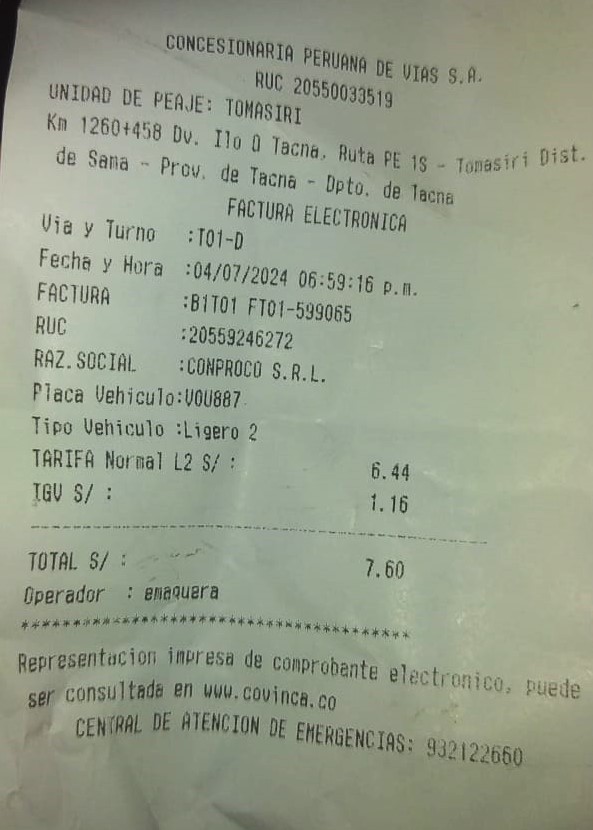 CONCESIONARIA PERUANA DE VIAS S.A.
RUC 20550033519
UNIDAD DE PEAJE: TOMASIRI
Km 1260+458 Dv. Ilo O Tacna, Ruta PE 1S - Tomasiri Dist.
de Sama - Prov. de Tacna - Dpto. de Tacna
FACTURA ELECTRONICA
Via y Turno :T01-D
Fecha y Hora :04/07/2024 06:59:16 p.m.
FACTURA :B1T01 FT01-599065
RUC :20559246272
RAZ.SOCIAL :CONPROCO S.R.L.
Placa Vehiculo:VOU887
Tipo Vehiculo :Ligero 2
TARIFA Normal L2 S/ : 6.44
IGV S/ : 1.16
TOTAL S/ : 7.60
Operador : emaquera
****************************************
Representacion impresa de comprobante electronico, puede
ser consultada en www.covinca.co
CENTRAL DE ATENCION DE EMERGENCIAS: 932122660